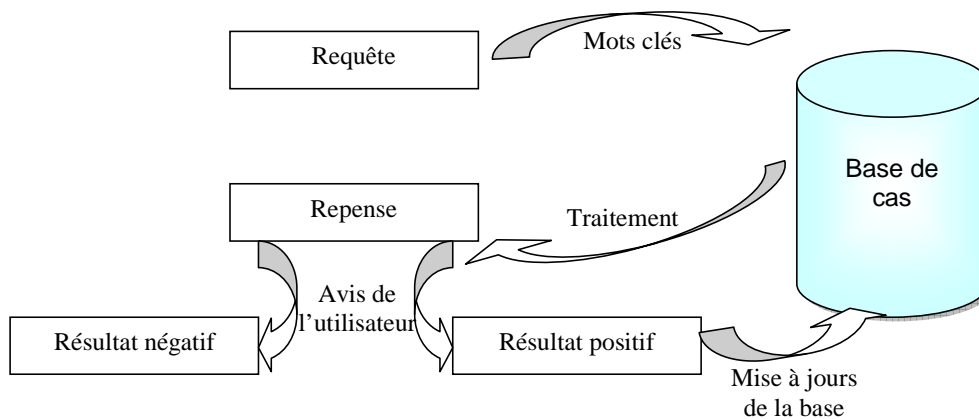 Requête
Mots clés
Base de
cas
Repense
Traitement
Avis de
l’utilisateur
Résultat négatif
Résultat positif
Mise à jours
de la base